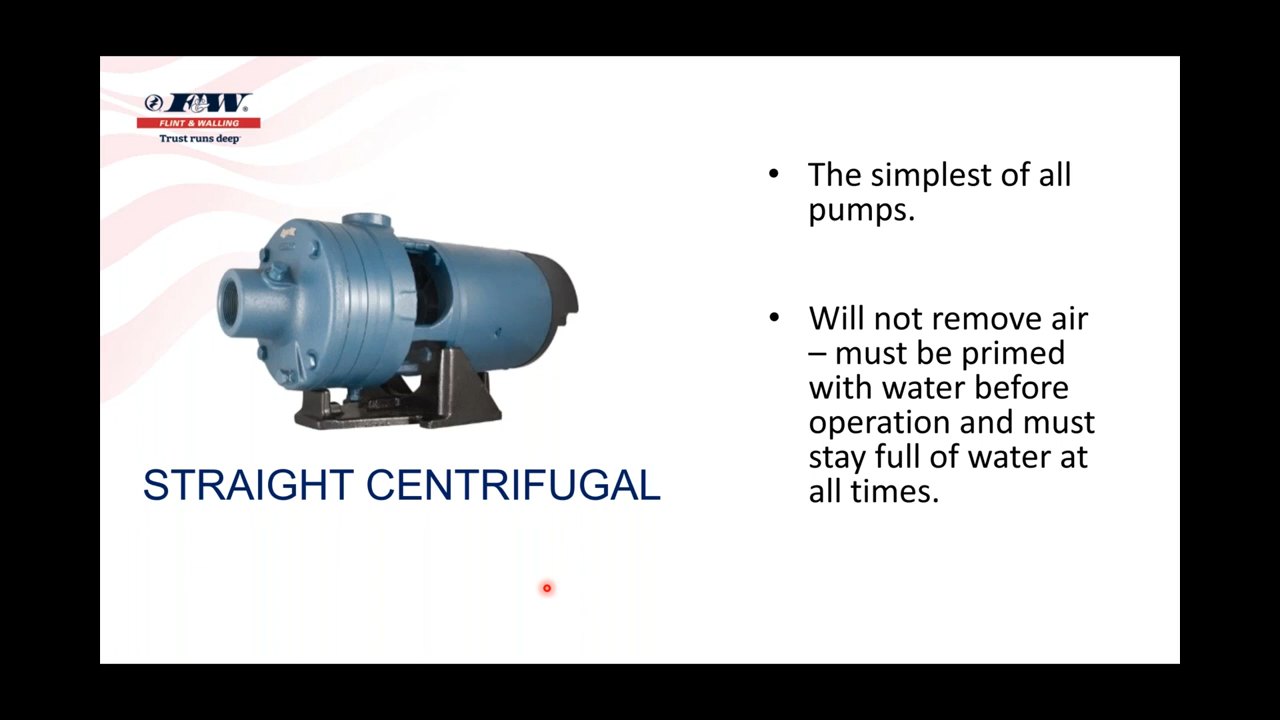 F&W.
FLINT & WALLING
Trust runs deep
STRAIGHT CENTRIFUGAL
• The simplest of all
pumps.
• Will not remove air
– must be primed
with water before
operation and must
stay full of water at
all times.